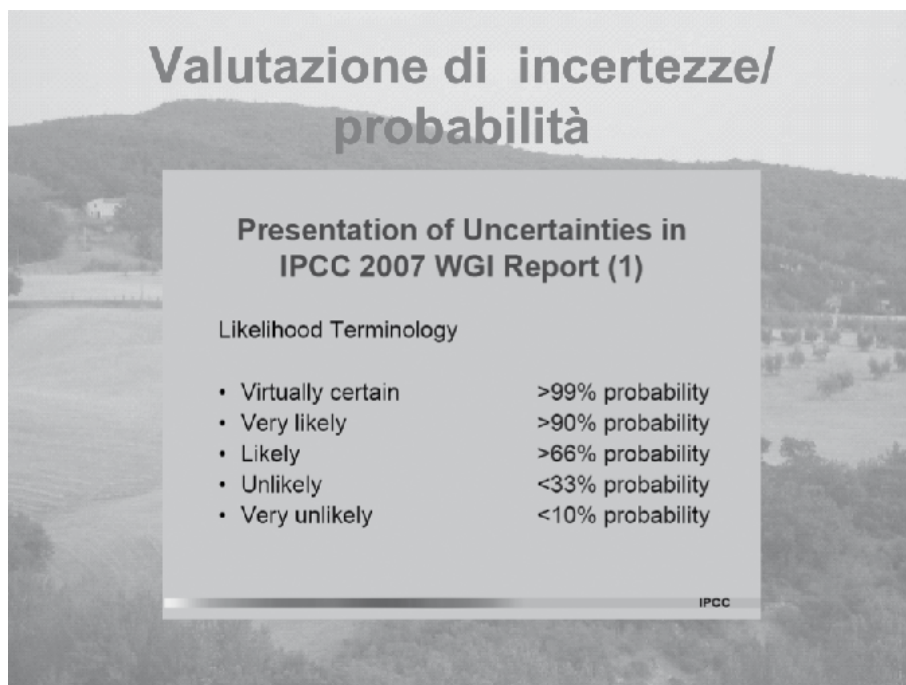 Valutazione di incertezze/
probabilità
Presentation of Uncertainties in
IPCC 2007 WGI Report (1)
Likelihood Terminology
• Virtually certain >99% probability
• Very likely >90% probability
• Likely >66% probability
• Unlikely <33% probability
• Very unlikely <10% probability
IPCC